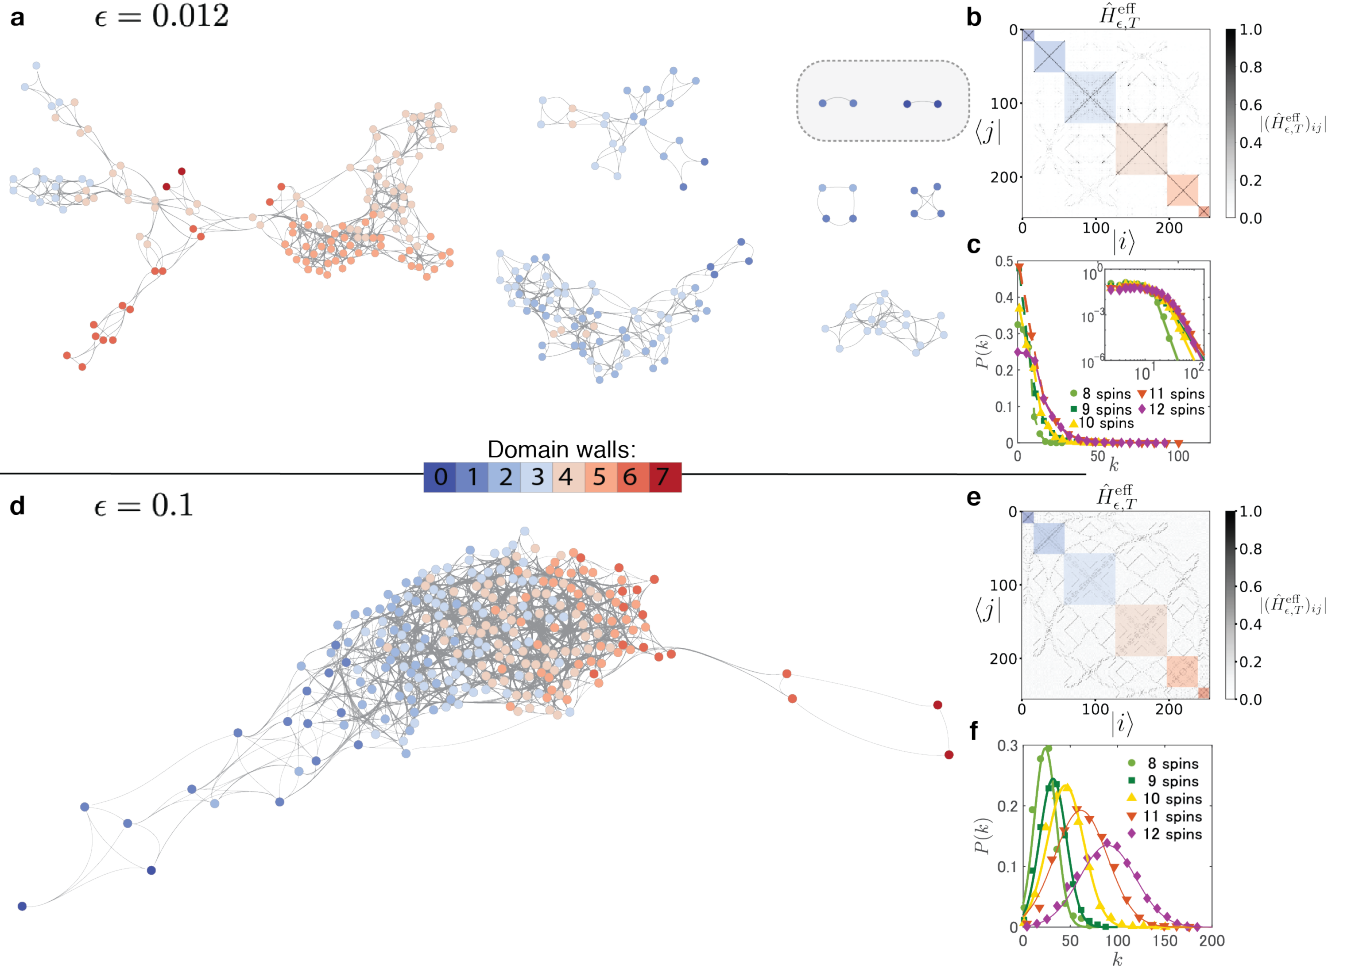 a
ϵ = 0.012
b
Ĥ^eff_ϵ,T
0
100
200
⟨j|
0 100 200
|i⟩
1.0
0.8
0.6
0.4
0.2
0.0
|(Ĥ^eff_ϵ,T)_ij|
c
0.5
0.4
0.3
0.2
0.1
0
P(k)
10^0
10^-3
10^-6
10^1 10^2
8 spins 11 spins
9 spins 12 spins
10 spins
0 50 100
k
Domain walls:
0 1 2 3 4 5 6 7
d
ϵ = 0.1
e
Ĥ^eff_ϵ,T
0
100
200
⟨j|
0 100 200
|i⟩
1.0
0.8
0.6
0.4
0.2
0.0
|(Ĥ^eff_ϵ,T)_ij|
f
0.3
0.2
0.1
0
P(k)
8 spins
9 spins
10 spins
11 spins
12 spins
0 50 100 150 200
k